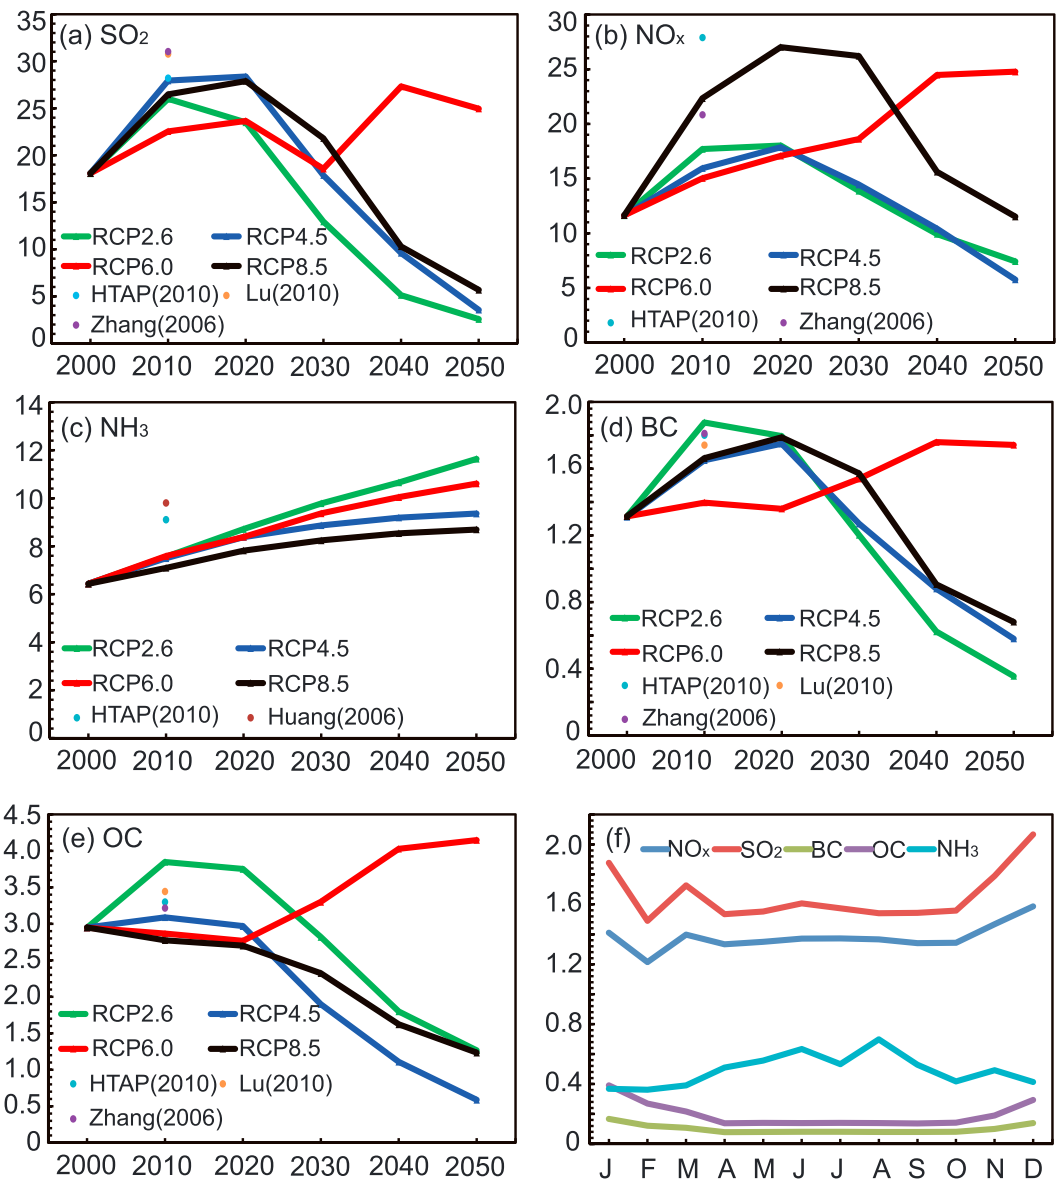 (a) SO2
35
30
25
20
15
10
5
0
RCP2.6 RCP4.5
RCP6.0 RCP8.5
HTAP(2010) Lu(2010)
Zhang(2006)
2000 2010 2020 2030 2040 2050
(b) NOx
30
25
20
15
10
5
0
RCP2.6 RCP4.5
RCP6.0 RCP8.5
HTAP(2010) Zhang(2006)
2000 2010 2020 2030 2040 2050
(c) NH3
14
12
10
8
6
4
2
0
RCP2.6 RCP4.5
RCP6.0 RCP8.5
HTAP(2010) Huang(2006)
2000 2010 2020 2030 2040 2050
(d) BC
2.0
1.6
1.2
0.8
0.4
0
RCP2.6 RCP4.5
RCP6.0 RCP8.5
HTAP(2010) Lu(2010)
Zhang(2006)
2000 2010 2020 2030 2040 2050
(e) OC
4.5
4.0
3.5
3.0
2.5
2.0
1.5
1.0
0.5
0
RCP2.6 RCP4.5
RCP6.0 RCP8.5
HTAP(2010) Lu(2010)
Zhang(2006)
2000 2010 2020 2030 2040 2050
(f)
NOx SO2 BC OC NH3
2.0
1.6
1.2
0.8
0.4
0
J F M A M J J A S O N D